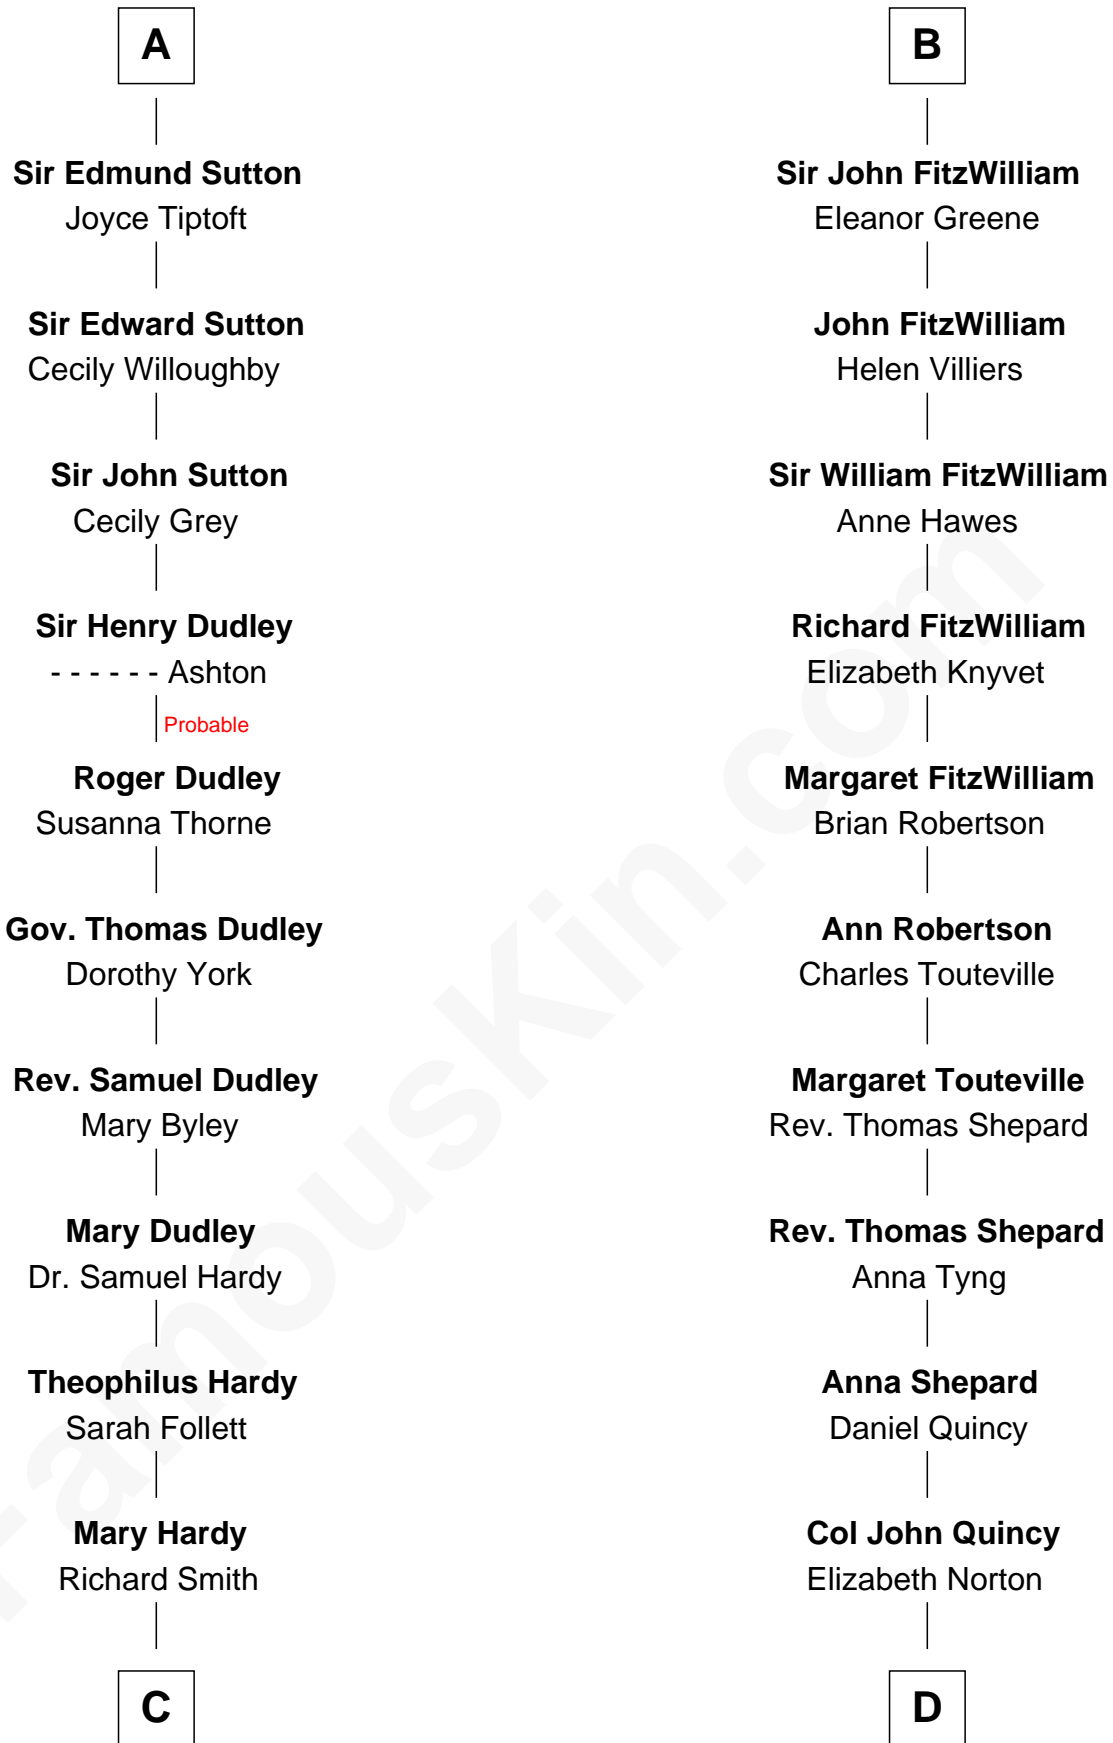 A
Sir Edmund Sutton
Joyce Tiptoft
Sir Edward Sutton
Cecily Willoughby
Sir John Sutton
Cecily Grey
Sir Henry Dudley
- - - - - - Ashton
Probable
Roger Dudley
Susanna Thorne
Gov. Thomas Dudley
Dorothy York
Rev. Samuel Dudley
Mary Byley
Mary Dudley
Dr. Samuel Hardy
Theophilus Hardy
Sarah Follett
Mary Hardy
Richard Smith
C
B
Sir John FitzWilliam
Eleanor Greene
John FitzWilliam
Helen Villiers
Sir William FitzWilliam
Anne Hawes
Richard FitzWilliam
Elizabeth Knyvet
Margaret FitzWilliam
Brian Robertson
Ann Robertson
Charles Touteville
Margaret Touteville
Rev. Thomas Shepard
Rev. Thomas Shepard
Anna Tyng
Anna Shepard
Daniel Quincy
Col John Quincy
Elizabeth Norton
D
FamousKin.com